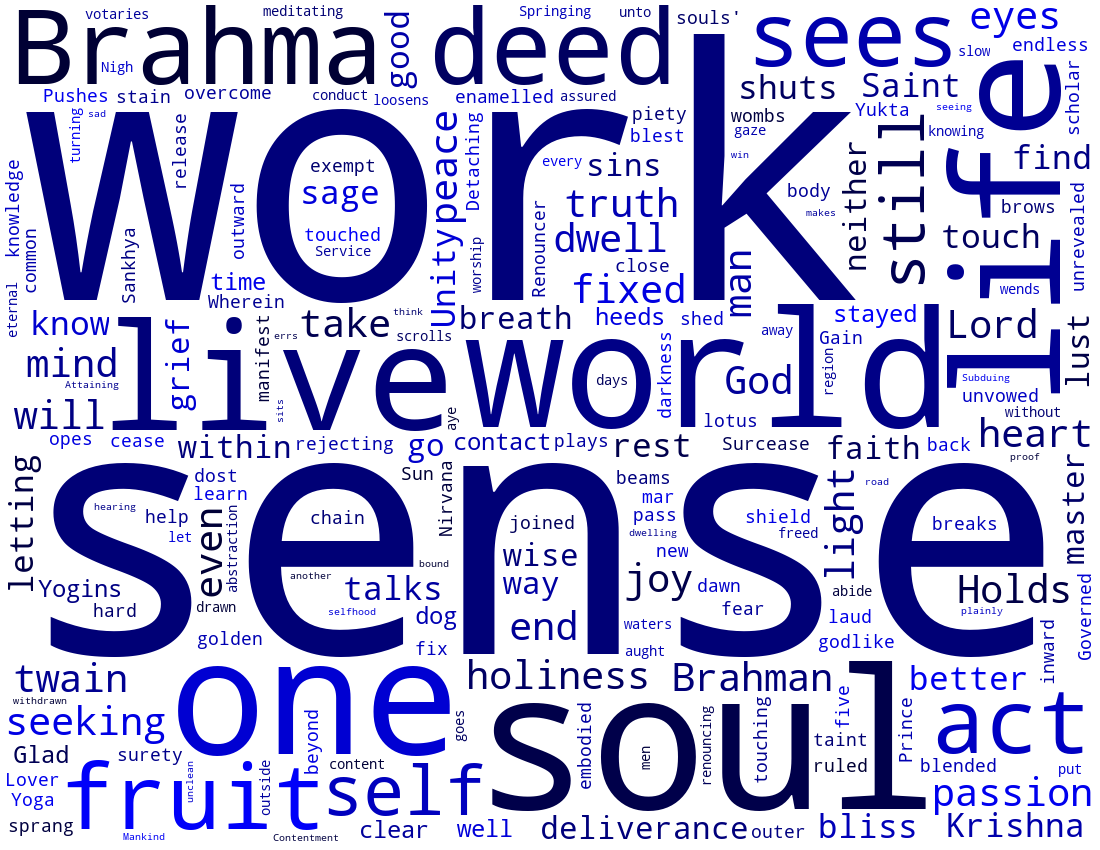 votaries
meditating
Springing
unto
souls'
eyes
Brahma
good
deed
sees
slow
endless
Nigh
shuts
Saint
life
scholar
Pushes
stain
overcome
conduct
loosens
enamelled
assured
piety
wombs
Yukta
seeing
sad
work
turning
release
blest
gaze
still
knowing
exempt
Unity
peace
Detaching
every
sins
win
neither
find
sage
truth
body
brows
knowledge
common
outward
touched
Service
Renouncer
dwell
makes
touch
unrevealed
Sankhya
worship
close
man
time
fixed
wends
Wherein
eternal
know
grief
manifest
take
think
breath
heeds
shed
away
stayed
Lord
lust
errs
scrolls
Gain
mind
live
world
days
darkness
God
region
Subduing
Attaining
unvowed
will
sits
aye
lotus
without
opes
cease
within
rejecting
go
contact
plays
rest
Surcease
faith
back
heart
proof
letting
dost
Sun
Nirvana
beams
light
road
master
learn
sense
hearing
help
chain
joined
mar
pass
shield
breaks
let
even
abstraction
dwelling
freed
wise
new
Yogins
another
bound
way
joy
dawn
abide
Holds
hard
drawn
selfhood
talks
dog
fear
plainly
end
waters
laud
golden
fix
aught
godlike
Governed
inward
twain
one
holiness
Brahman
better
withdrawn
soul
seeking
beyond
goes
embodied
men
renouncing
touching
five
Prince
act
Glad
surety
content
taint
Lover
unclean
outside
self
ruled
blended
put
Yoga
fruit
passion
sprang
Mankind
Contentment
clear
well
deliverance
outer
bliss
Krishna